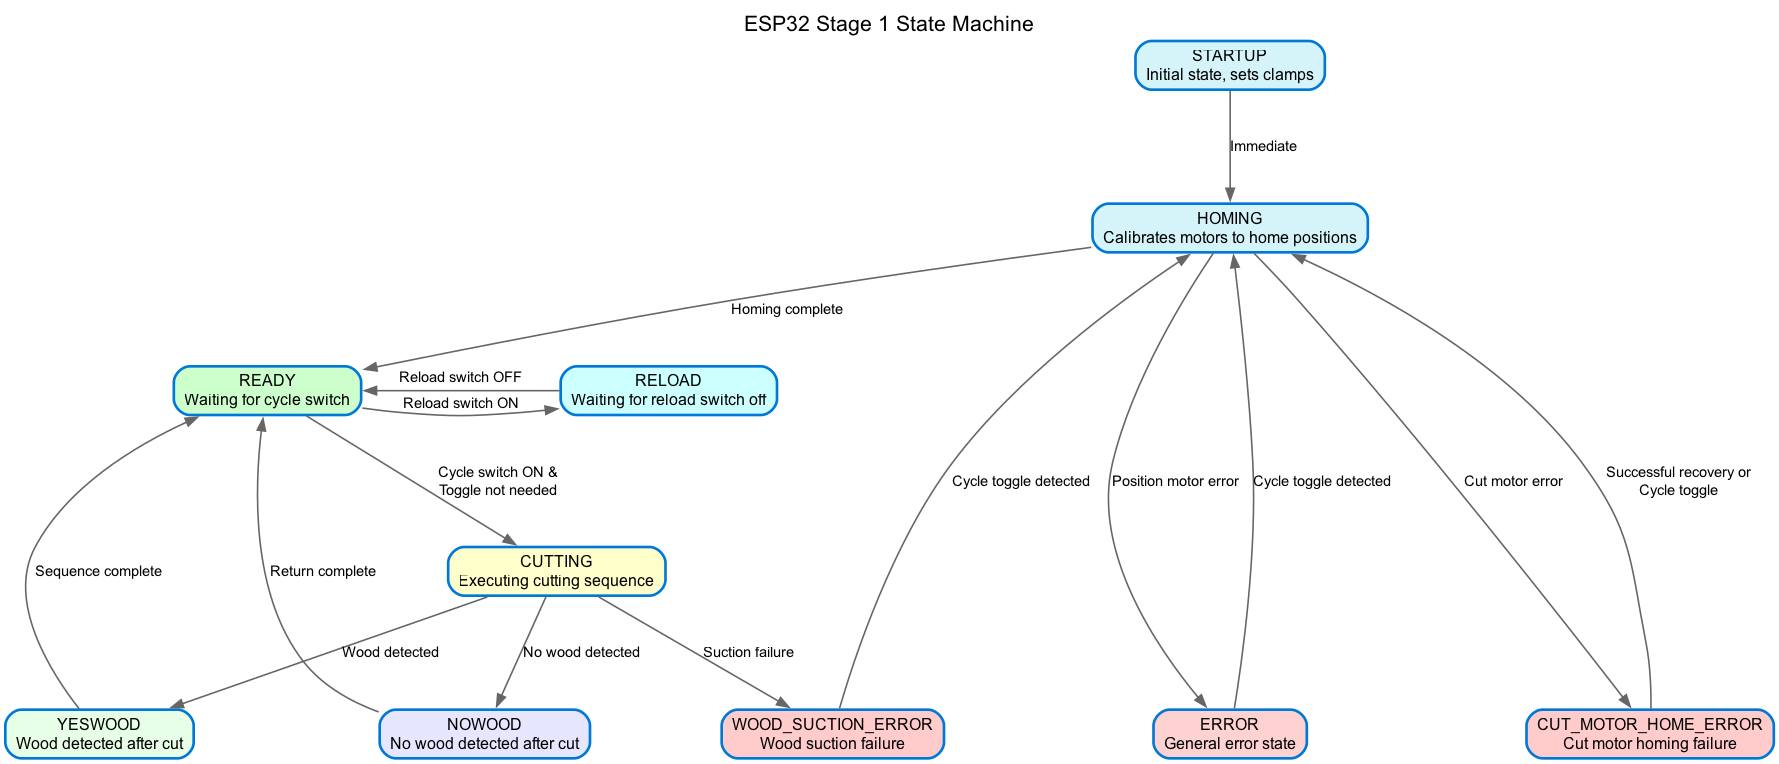 ESP32 Stage 1 State Machine
STARTUP
Initial state, sets clamps
Immediate
HOMING
Calibrates motors to home positions
Homing complete
READY
Waiting for cycle switch
Reload switch OFF
Reload switch ON
RELOAD
Waiting for reload switch off
Cycle switch ON &
Toggle not needed
Cycle toggle detected
Position motor error
Cycle toggle detected
Cut motor error
Successful recovery or
Cycle toggle
Sequence complete
Return complete
CUTTING
Executing cutting sequence
Wood detected
No wood detected
Suction failure
YESWOOD
Wood detected after cut
NOWOOD
No wood detected after cut
WOOD_SUCTION_ERROR
Wood suction failure
ERROR
General error state
CUT_MOTOR_HOME_ERROR
Cut motor homing failure